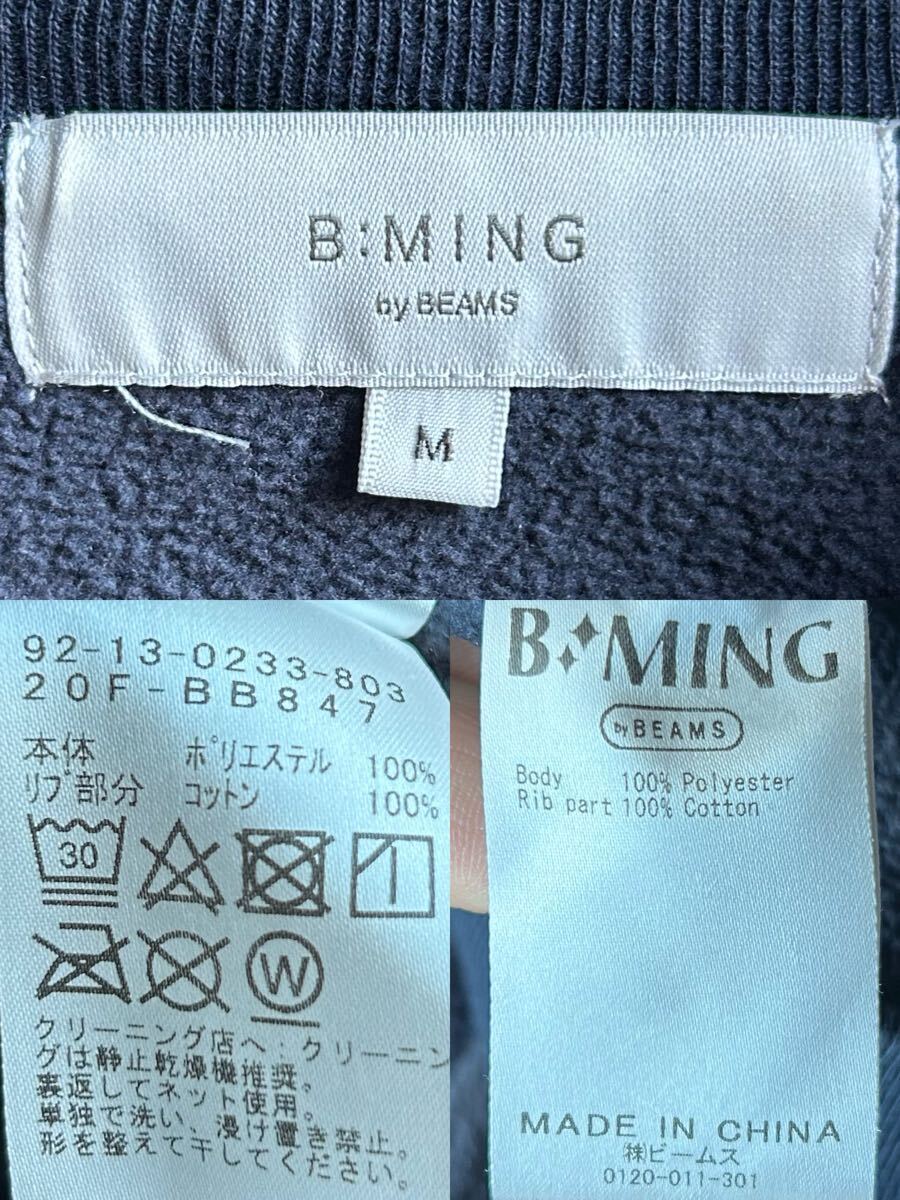 B:MING
by BEAMS
M
92-13-0233-803
20F-BB847
本体 ポリエステル 100%
リブ部分 コットン 100%
30
W
クリーニング店へ・クリーニン
グは静止乾燥機推奨。
裏返してネット使用。
単独で洗い、浸け置き禁止。
形を整えて干してください。
B:MING
by BEAMS
Body 100% Polyester
Rib part 100% Cotton
MADE IN CHINA
㈱ビームス
0120-011-301